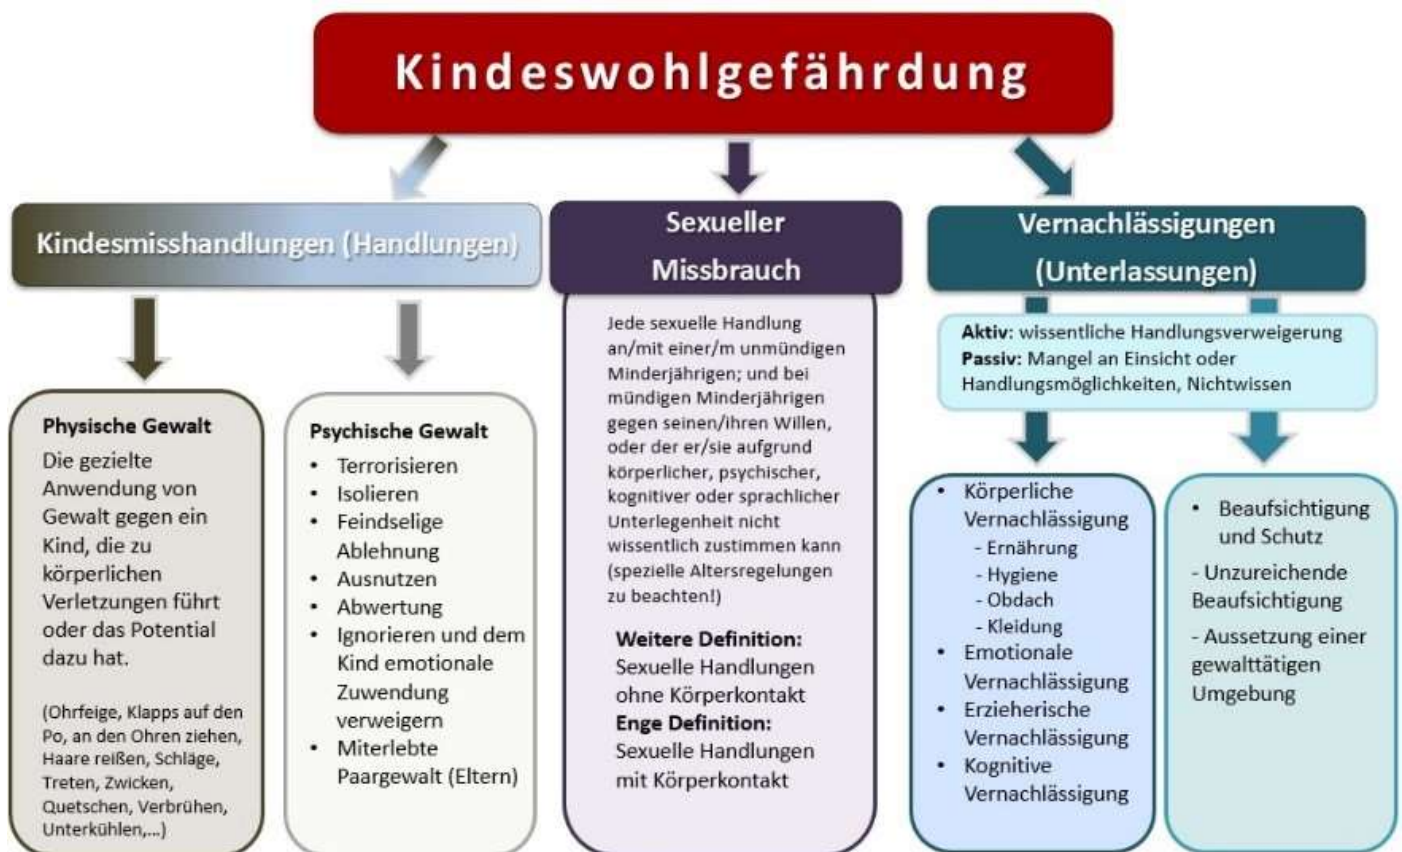 Kindeswohlgefährdung
Kindesmisshandlungen (Handlungen)
Physische Gewalt
Die gezielte
Anwendung von
Gewalt gegen ein
Kind, die zu
körperlichen
Verletzungen führt
oder das Potential
dazu hat.
(Ohrfeige, Klapps auf den
Po, an den Ohren ziehen,
Haare reißen, Schläge,
Treten, Zwicken,
Quetschen, Verbrühen,
Unterkühlen,...)
Psychische Gewalt
• Terrorisieren
• Isolieren
• Feindselige
Ablehnung
• Ausnutzen
• Abwertung
• Ignorieren und dem
Kind emotionale
Zuwendung
verweigern
• Miterlebte
Paargewalt (Eltern)
Sexueller
Missbrauch
Jede sexuelle Handlung
an/mit einer/m unmündigen
Minderjährigen; und bei
mündigen Minderjährigen
gegen seinen/ihren Willen,
oder der er/sie aufgrund
körperlicher, psychischer,
kognitiver oder sprachlicher
Unterlegenheit nicht
wissentlich zustimmen kann
(spezielle Altersregelungen
zu beachten!)
Weitere Definition:
Sexuelle Handlungen
ohne Körperkontakt
Enge Definition:
Sexuelle Handlungen
mit Körperkontakt
Vernachlässigungen
(Unterlassungen)
Aktiv: wissentliche Handlungsverweigerung
Passiv: Mangel an Einsicht oder
Handlungsmöglichkeiten, Nichtwissen
• Körperliche
Vernachlässigung
- Ernährung
- Hygiene
- Obdach
- Kleidung
• Emotionale
Vernachlässigung
• Erzieherische
Vernachlässigung
• Kognitive
Vernachlässigung
• Beaufsichtigung
und Schutz
- Unzureichende
Beaufsichtigung
- Aussetzung einer
gewalttätigen
Umgebung